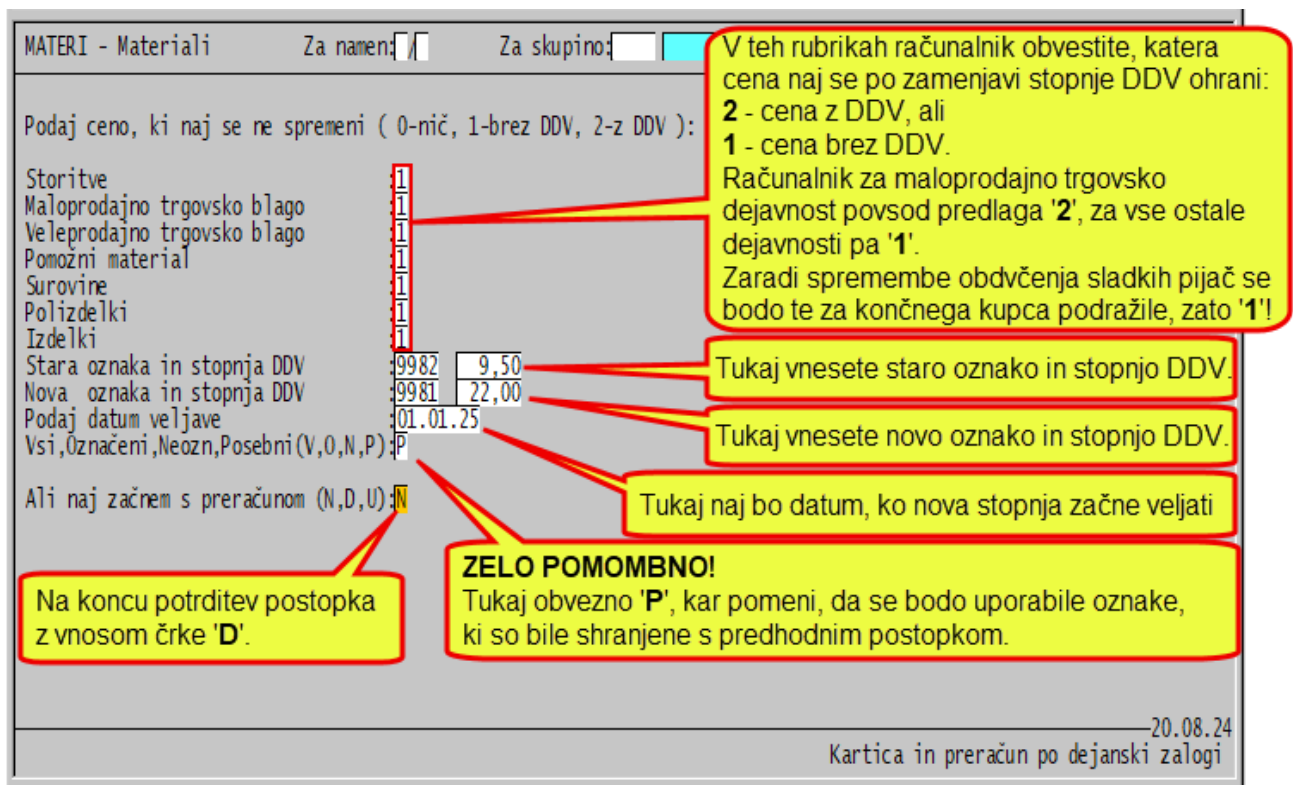 MATERI - Materiali Za namen: / Za skupino:
V teh rubrikah računalnik obvestite, katera
cena naj se po zamenjavi stopnje DDV ohrani:
2 - cena z DDV, ali
1 - cena brez DDV.
Računalnik za maloprodajno trgovsko
dejavnost povsod predlaga '2', za vse ostale
dejavnosti pa '1'.
Zaradi spremembe obdvčenja sladkih pijač se
bodo te za končnega kupca podražile, zato '1'!
Podaj ceno, ki naj se ne spremeni ( 0-nič, 1-brez DDV, 2-z DDV ):
Storitve :1
Maloprodajno trgovsko blago :1
Veleprodajno trgovsko blago :1
Pomožni material :1
Surovine :1
Polizdelki :1
Izdelki :1
Stara oznaka in stopnja DDV :9982 9,50
Tukaj vnesete staro oznako in stopnjo DDV.
Nova oznaka in stopnja DDV :9981 22,00
Tukaj vnesete novo oznako in stopnjo DDV.
Podaj datum veljave :01.01.25
Tukaj naj bo datum, ko nova stopnja začne veljati
Vsi,Označeni,Neozn,Posebni(V,O,N,P):P
ZELO POMOMBNO!
Tukaj obvezno 'P', kar pomeni, da se bodo uporabile oznake,
ki so bile shranjene s predhodnim postopkom.
Ali naj začnem s preračunom (N,D,U):N
Na koncu potrditev postopka
z vnosom črke 'D'.
20.08.24
Kartica in preračun po dejanski zalogi